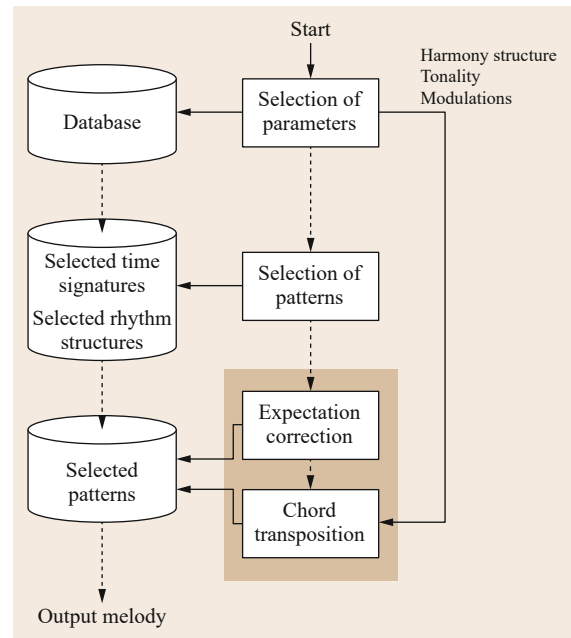 Start
Harmony structure
Tonality
Modulations
Selection of
parameters
Database
Selected time
signatures
Selected rhythm
structures
Selection of
patterns
Expectation
correction
Selected
patterns
Chord
transposition
Output melody